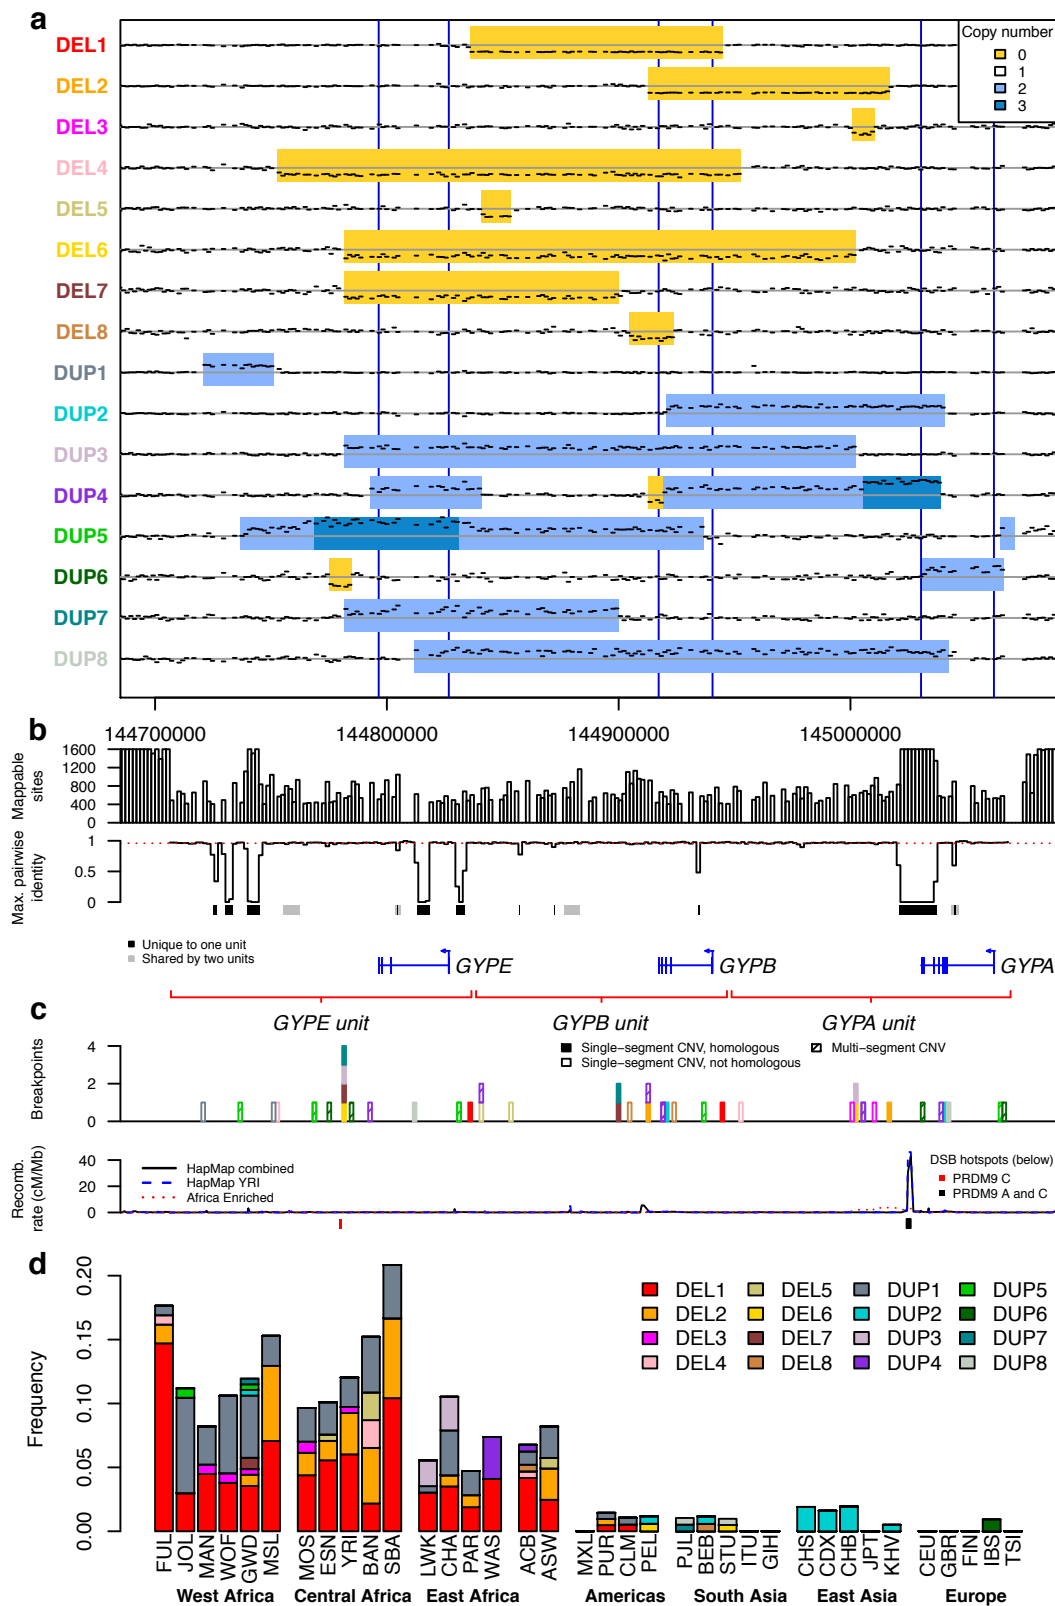 a
Copy number
0
1
2
3
DEL1
DEL2
DEL3
DEL4
DEL5
DEL6
DEL7
DEL8
DUP1
DUP2
DUP3
DUP4
DUP5
DUP6
DUP7
DUP8
144700000 144800000 144900000 145000000
b
Mappable
sites
1600
1200
800
400
0
Max. pairwise
identity
1
0.5
0
Unique to one unit
Shared by two units
GYPE GYPB GYPA
GYPE unit GYPB unit GYPA unit
c
Breakpoints
4
2
0
Single−segment CNV, homologous
Single−segment CNV, not homologous
Multi−segment CNV
Recomb.
rate (cM/Mb)
40
20
0
HapMap combined
HapMap YRI
Africa Enriched
DSB hotspots (below)
PRDM9 C
PRDM9 A and C
d
Frequency
0.20
0.15
0.10
0.05
0.00
DEL1 DEL5 DUP1 DUP5
DEL2 DEL6 DUP2 DUP6
DEL3 DEL7 DUP3 DUP7
DEL4 DEL8 DUP4 DUP8
FUL JOL MAN WOF GWD MSL MOS ESN YRI BAN SBA LWK CHA PAR WAS ACB ASW MXL PUR CLM PEL PJL BEB STU ITU GIH CHS CDX CHB JPT KHV CEU GBR FIN IBS TSI
West Africa Central Africa East Africa Americas South Asia East Asia Europe